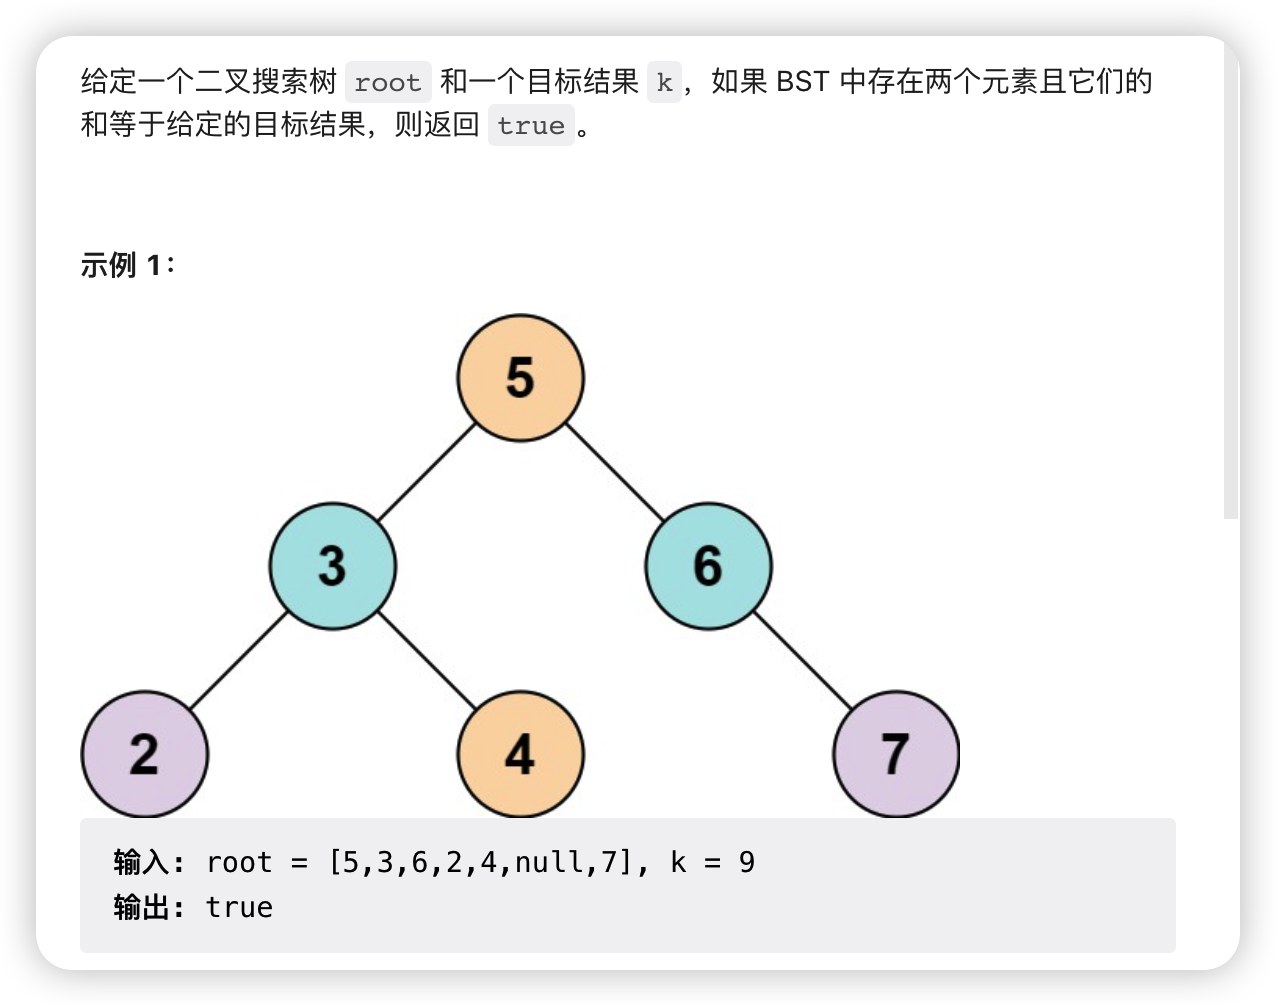 给定一个二叉搜索树 root 和一个目标结果 k，如果 BST 中存在两个元素且它们的
和等于给定的目标结果，则返回 true。
示例 1：
5
3
6
2
4
7
输入: root = [5,3,6,2,4,null,7], k = 9
输出: true